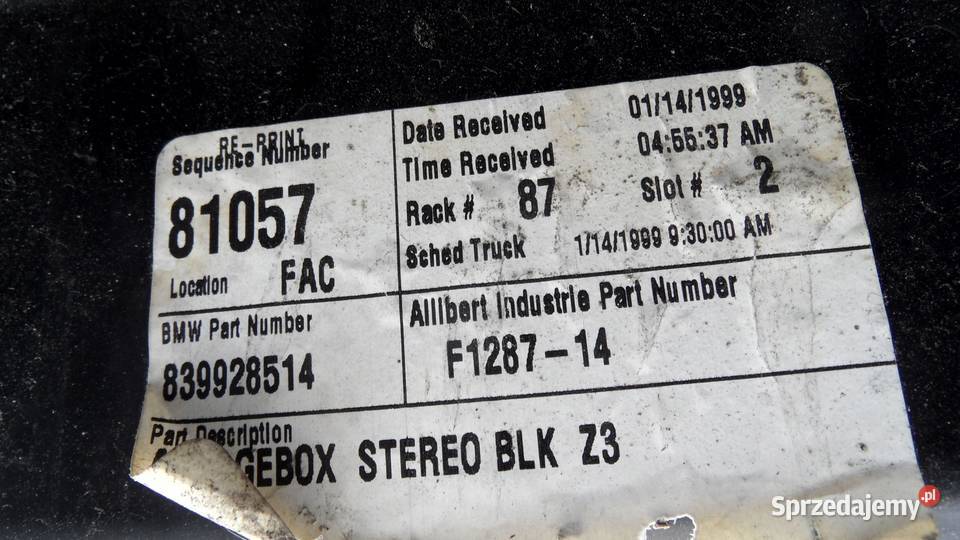 RE-PRINT
Sequence Number
81057
Location FAC
Date Received 01/14/1999
Time Received 04:55:37 AM
Rack # 87 Slot # 2
Sched Truck 1/14/1999 9:30:00 AM
BMW Part Number
839928514
Allibert Industrie Part Number
F1287-14
Part Description
STEREO BLK Z3
Sprzedajemy.pl